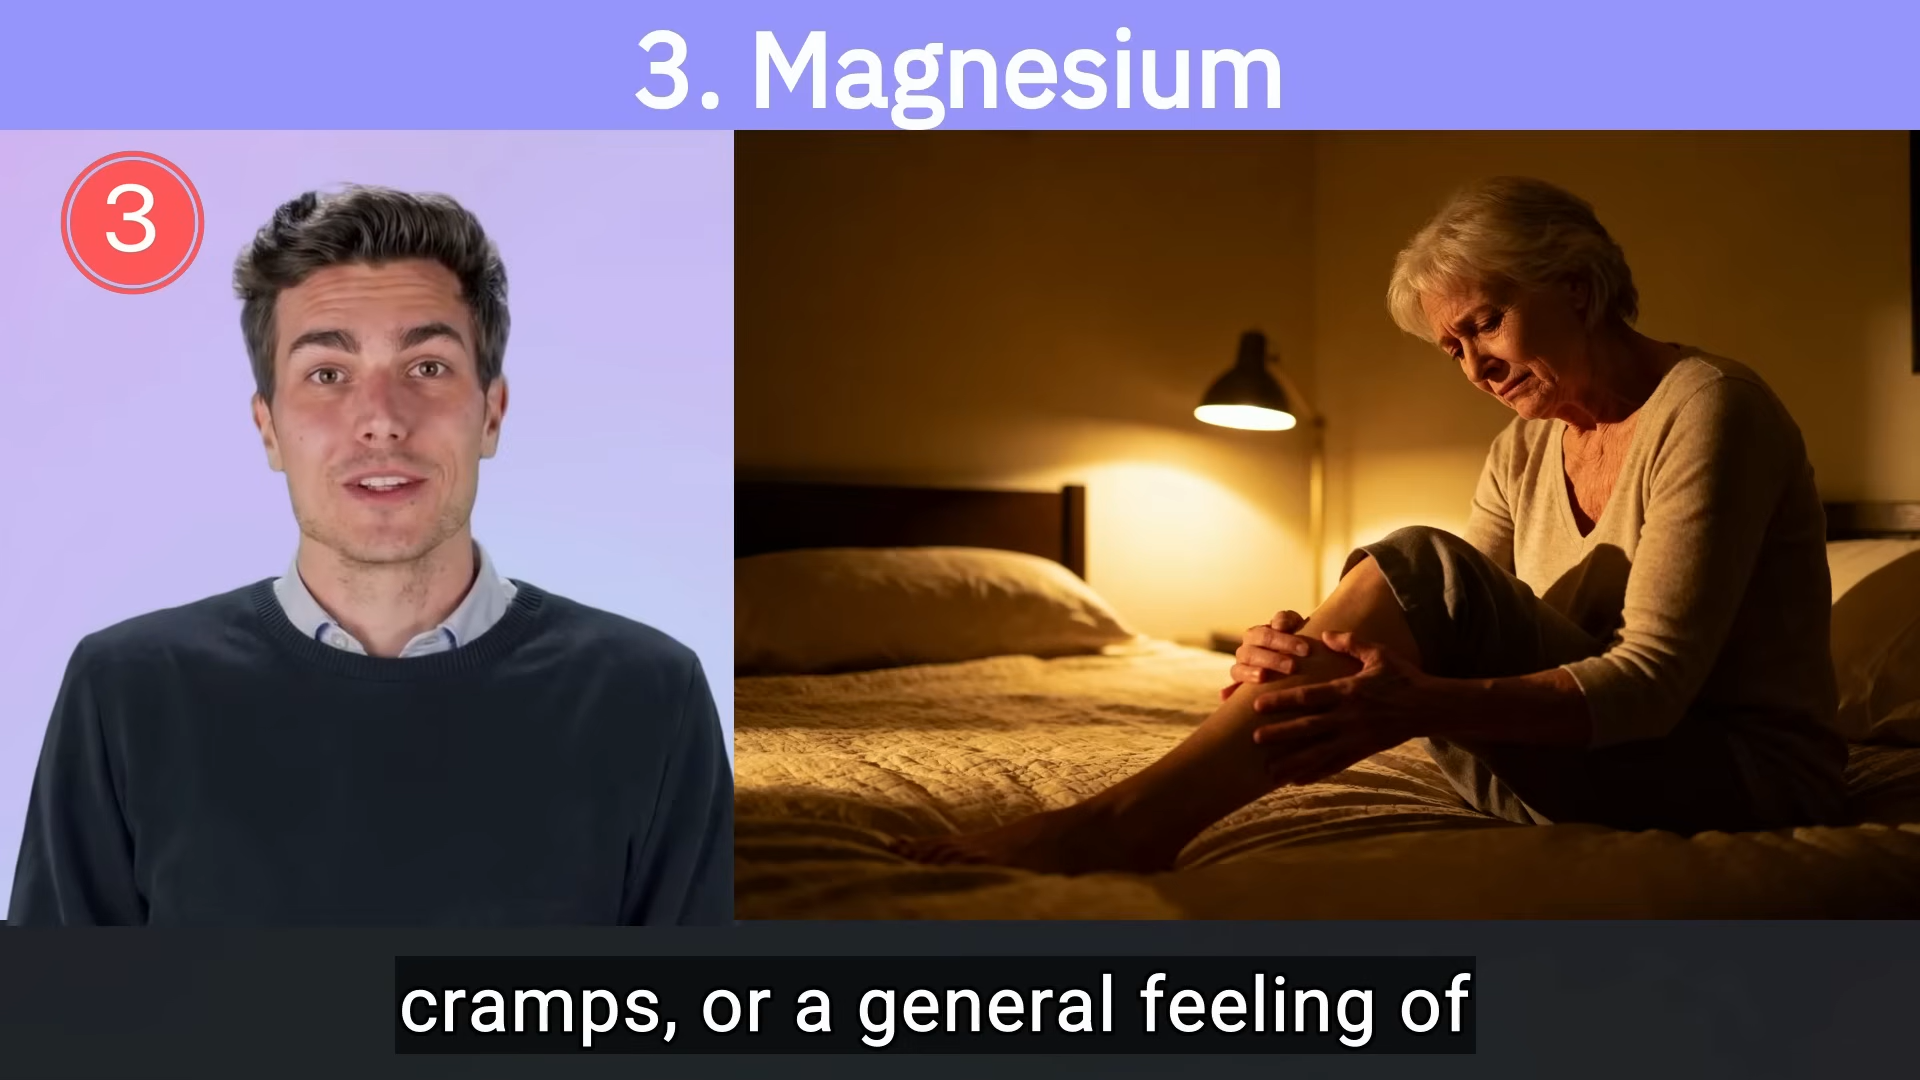 3. Magnesium
3
cramps, or a general feeling of